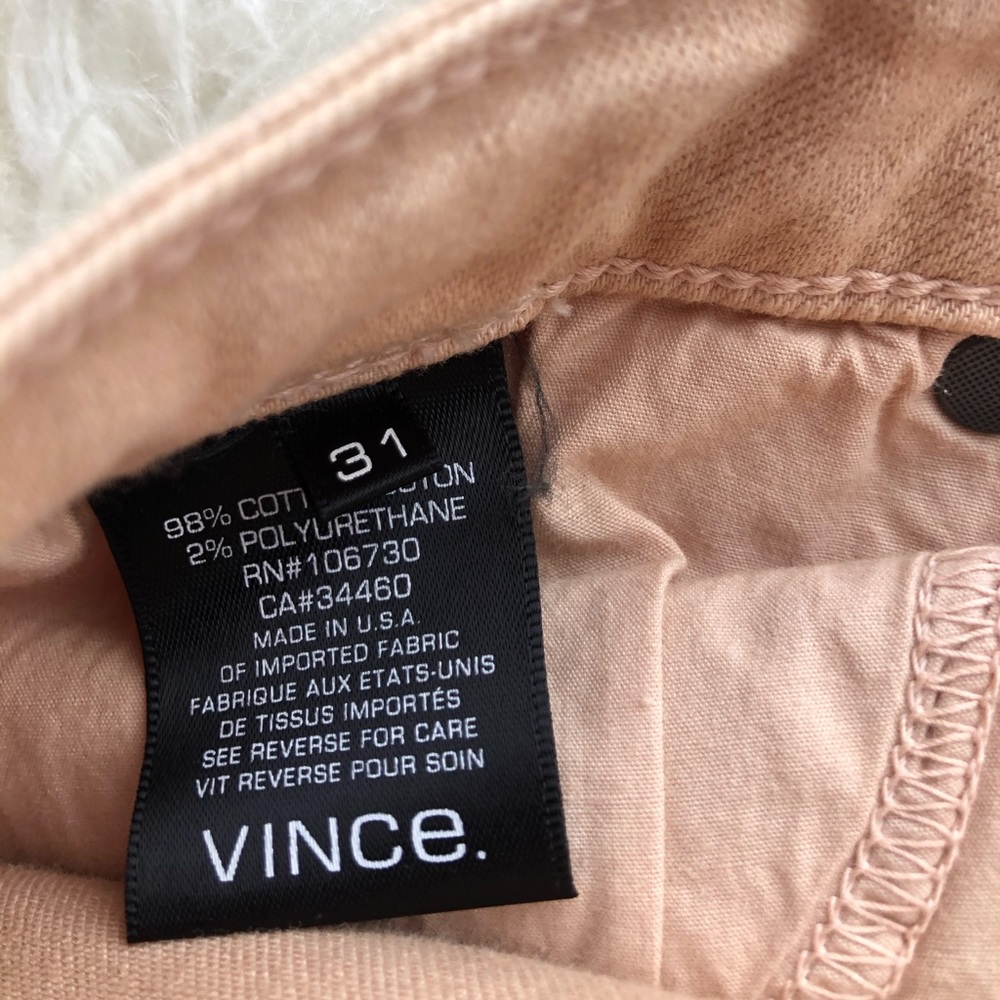 31
98% COTT OTON
2% POLYURETHANE
RN#106730
CA#34460
MADE IN U.S.A.
OF IMPORTED FABRIC
FABRIQUE AUX ETATS-UNIS
DE TISSUS IMPORTÉS
SEE REVERSE FOR CARE
VIT REVERSE POUR SOIN
VINCe.